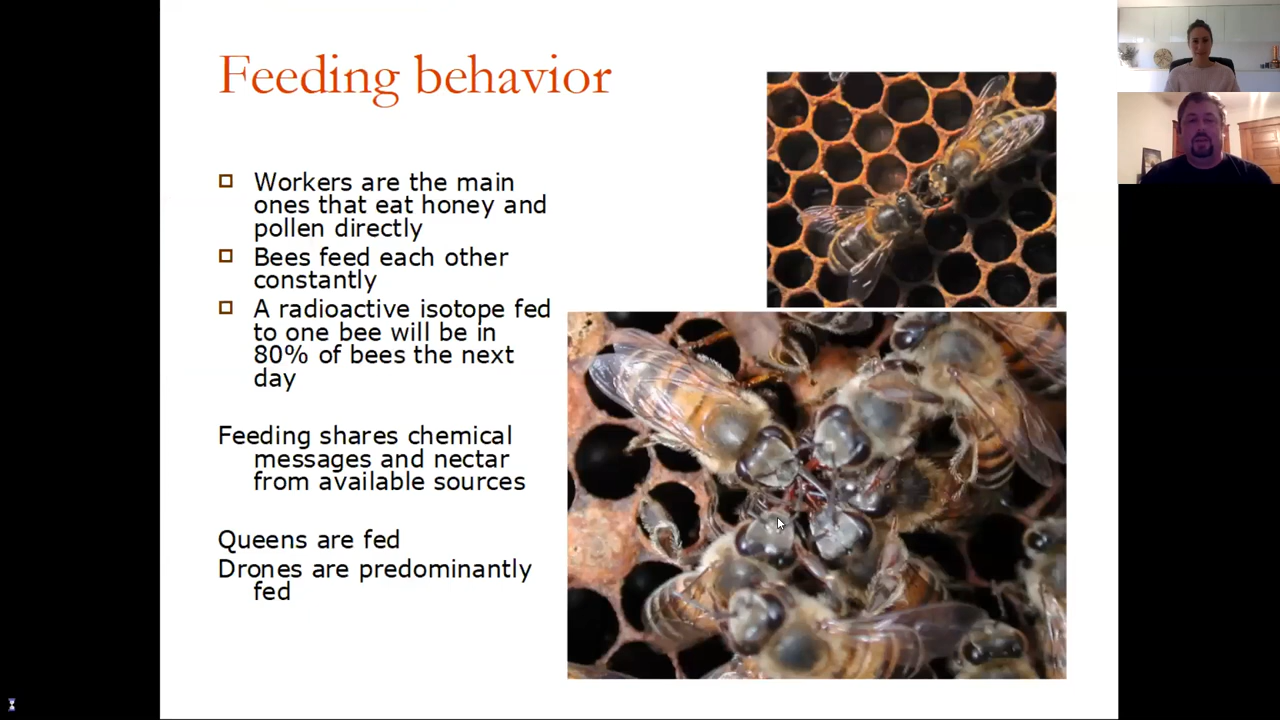 Feeding behavior
Workers are the main
ones that eat honey and
pollen directly
Bees feed each other
constantly
A radioactive isotope fed
to one bee will be in
80% of bees the next
day
Feeding shares chemical
messages and nectar
from available sources
Queens are fed
Drones are predominantly
fed